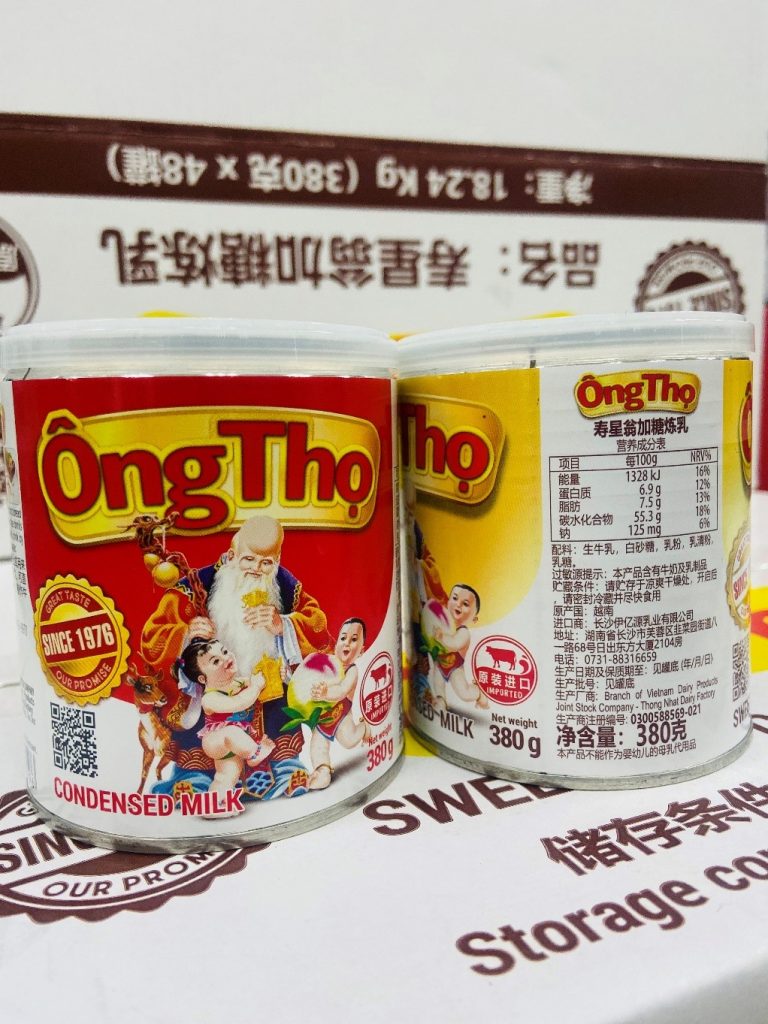 净重：18.24 Kg (380克 x 48罐)
品名：寿星翁加糖炼乳
ÔngThọ
GREAT TASTE
SINCE 1976
OUR PROMISE
原装进口
IMPORTED
Net weight
380 g
CONDENSED MILK
Thọ
原装进口
IMPORTED
MILK
Net weight
380 g
ÔngThọ
寿星翁加糖炼乳
营养成分表
项目 每100g NRV%
能量 1328 kJ 16%
蛋白质 6.9 g 12%
脂肪 7.5 g 13%
碳水化合物 55.3 g 18%
钠 125 mg 6%
配料：生牛乳，白砂糖，乳粉，乳清粉，
乳糖。
过敏源提示：本产品含有牛奶及乳制品
贮藏条件：请贮存于凉爽干燥处，开启后
，请密封冷藏并尽快食用
原产国：越南
进口商：长沙伊亿源乳业有限公司
地址：湖南省长沙市芙蓉区韭菜园街道八
一路68号日出东方大厦2104房
电话：0731-88316659
生产日期及保质期至：见罐底 (年/月/日)
生产批号：见罐底
生产厂商：Branch of Vietnam Dairy Products
Joint Stock Company - Thong Nhat Dairy Factory
生产商注册编号：0300588569-021
净含量：380克
本产品不能作为婴幼儿的母乳代用品
OUR
储存条件
Storage